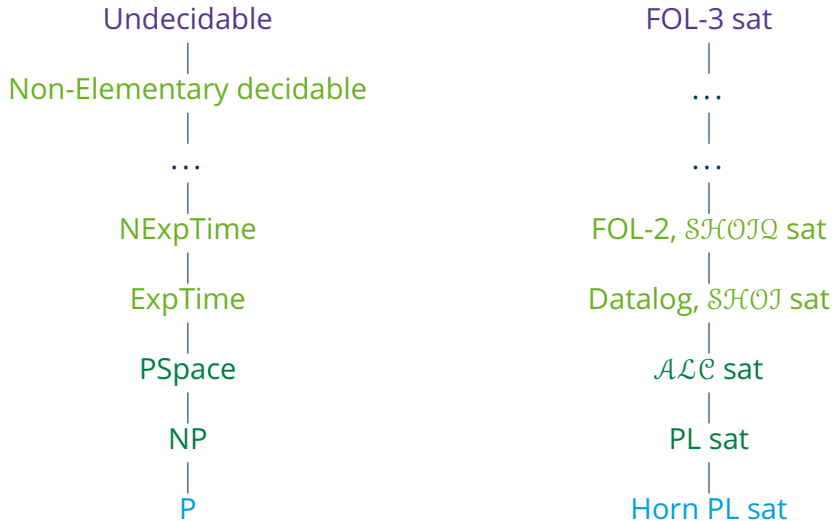 Undecidable
FOL-3 sat
Non-Elementary decidable
...
...
...
NExpTime
FOL-2, 𝒮ℋ𝒪ℐ𝒬 sat
ExpTime
Datalog, 𝒮ℋ𝒪ℐ sat
PSpace
𝒜ℒ𝒞 sat
NP
PL sat
P
Horn PL sat